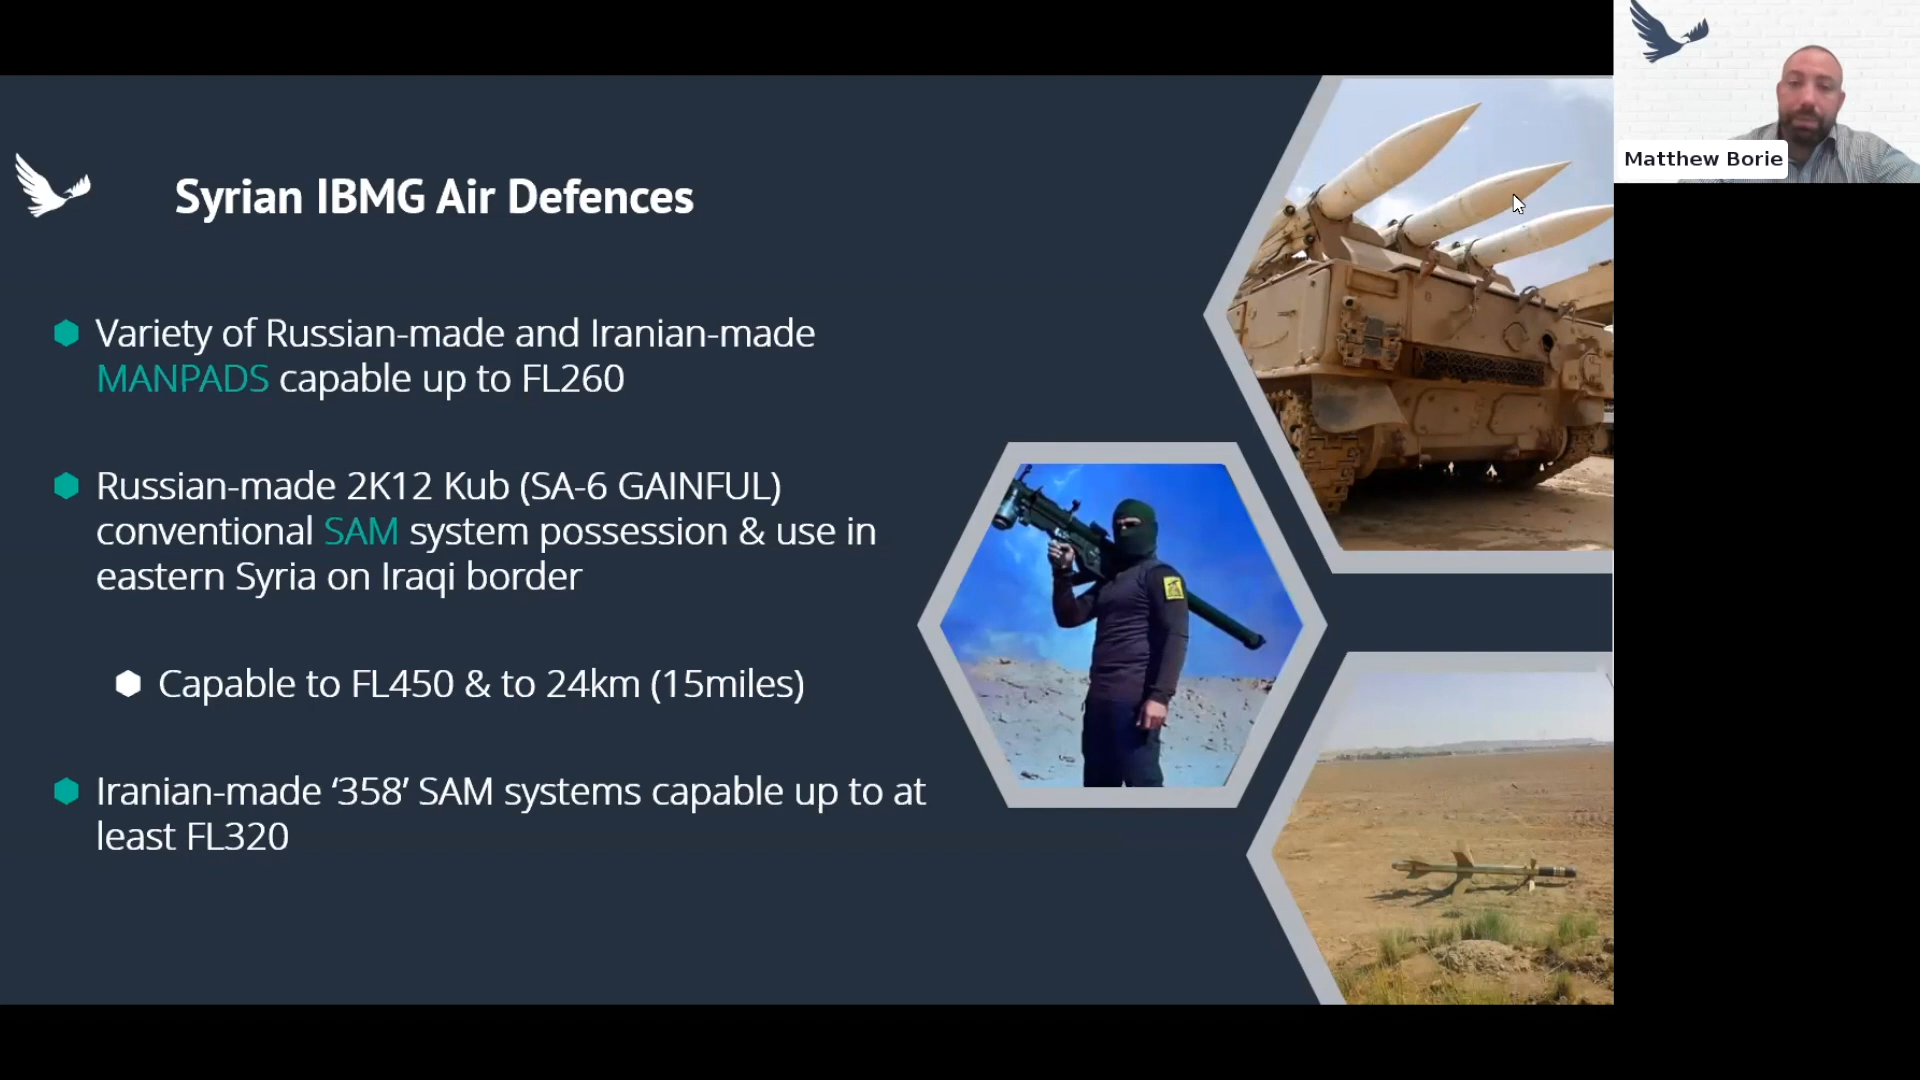 Syrian IBMG Air Defences
Variety of Russian-made and Iranian-made
MANPADS capable up to FL260
Russian-made 2K12 Kub (SA-6 GAINFUL)
conventional SAM system possession & use in
eastern Syria on Iraqi border
Capable to FL450 & to 24km (15miles)
Iranian-made ‘358’ SAM systems capable up to at
least FL320
Matthew Borie